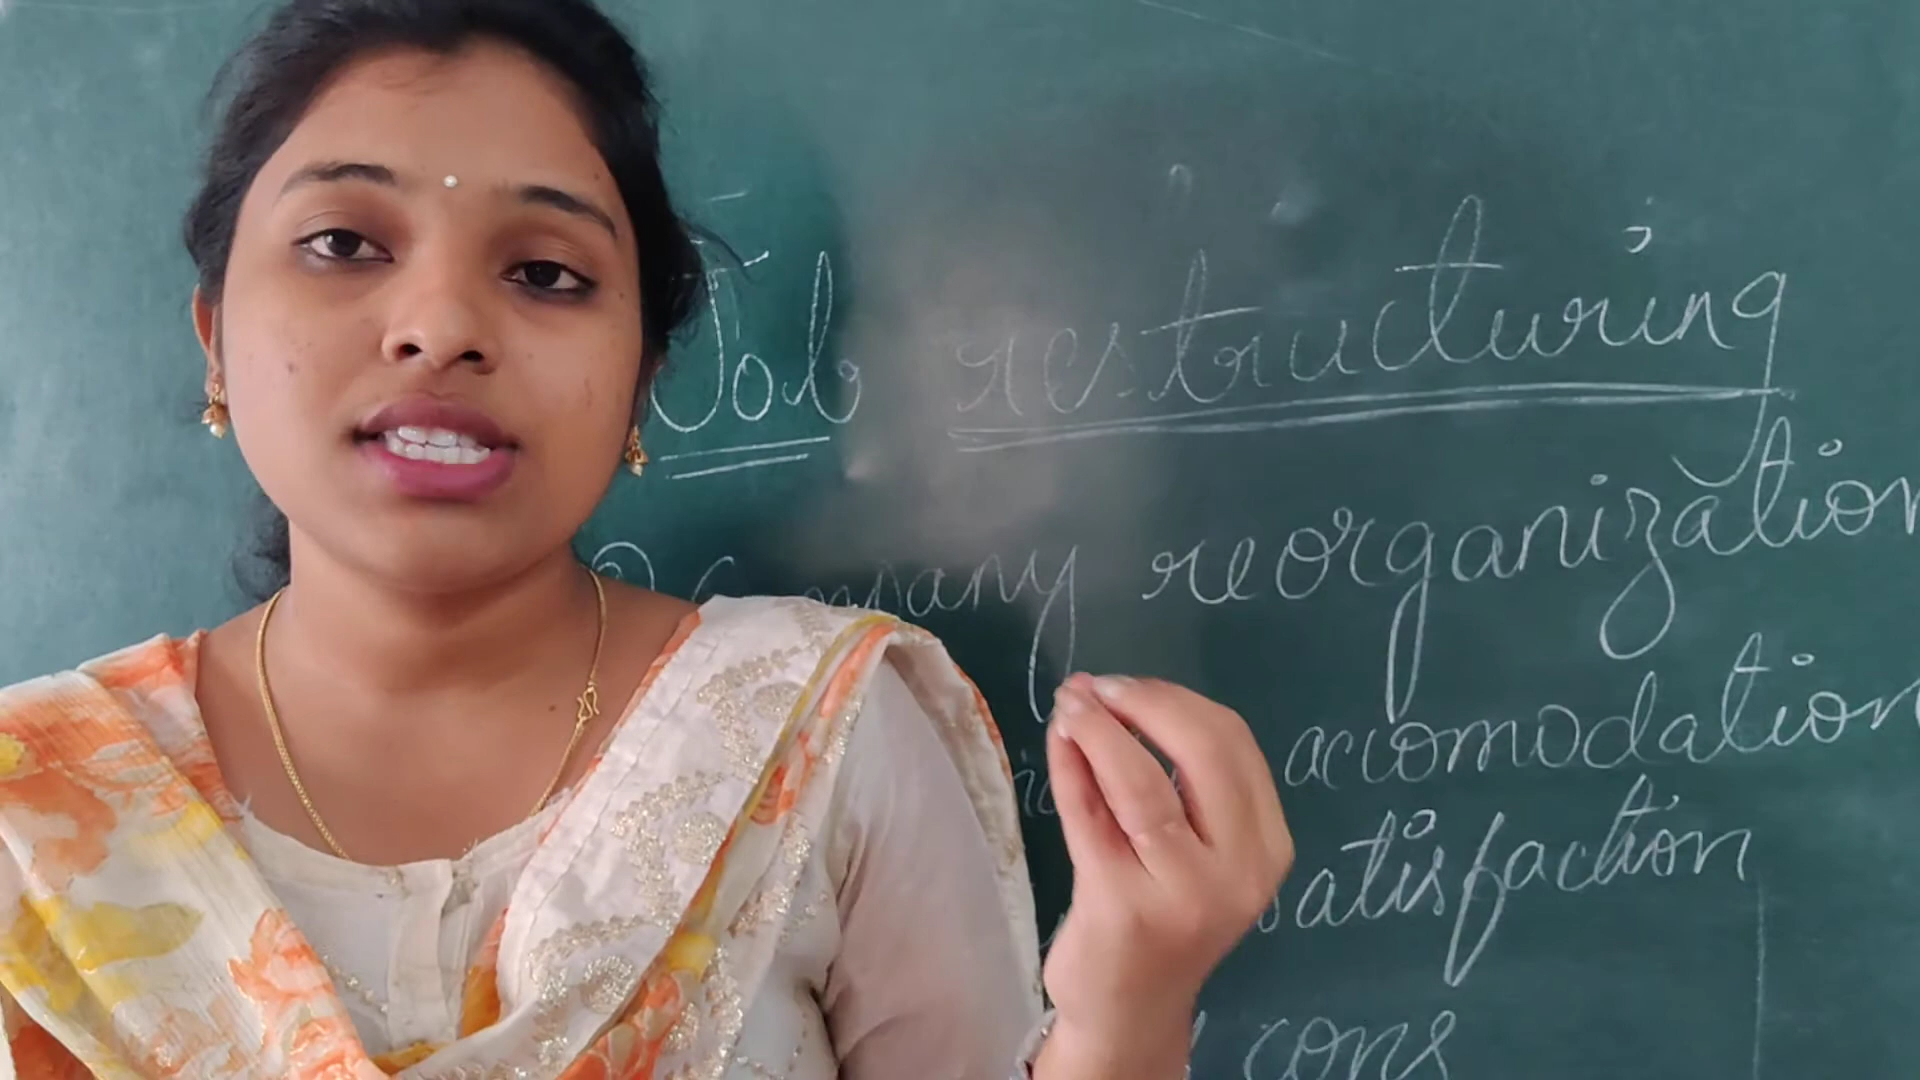 Job restructuring
Company reorganization
accomodation
satisfaction
cons